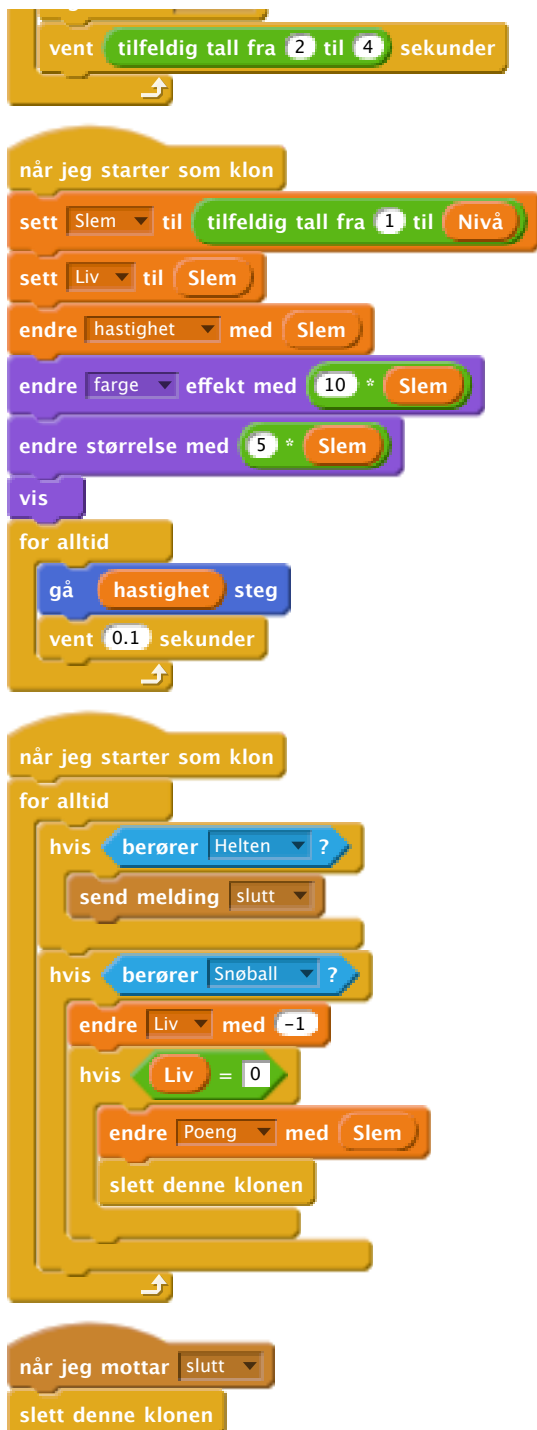 vent tilfeldig tall fra 2 til 4 sekunder
når jeg starter som klon
sett Slem til tilfeldig tall fra 1 til Nivå
sett Liv til Slem
endre hastighet med Slem
endre farge effekt med 10 * Slem
endre størrelse med 5 * Slem
vis
for alltid
gå hastighet steg
vent 0.1 sekunder
når jeg starter som klon
for alltid
hvis berører Helten ?
send melding slutt
hvis berører Snøball ?
endre Liv med -1
hvis Liv = 0
endre Poeng med Slem
slett denne klonen
når jeg mottar slutt
slett denne klonen